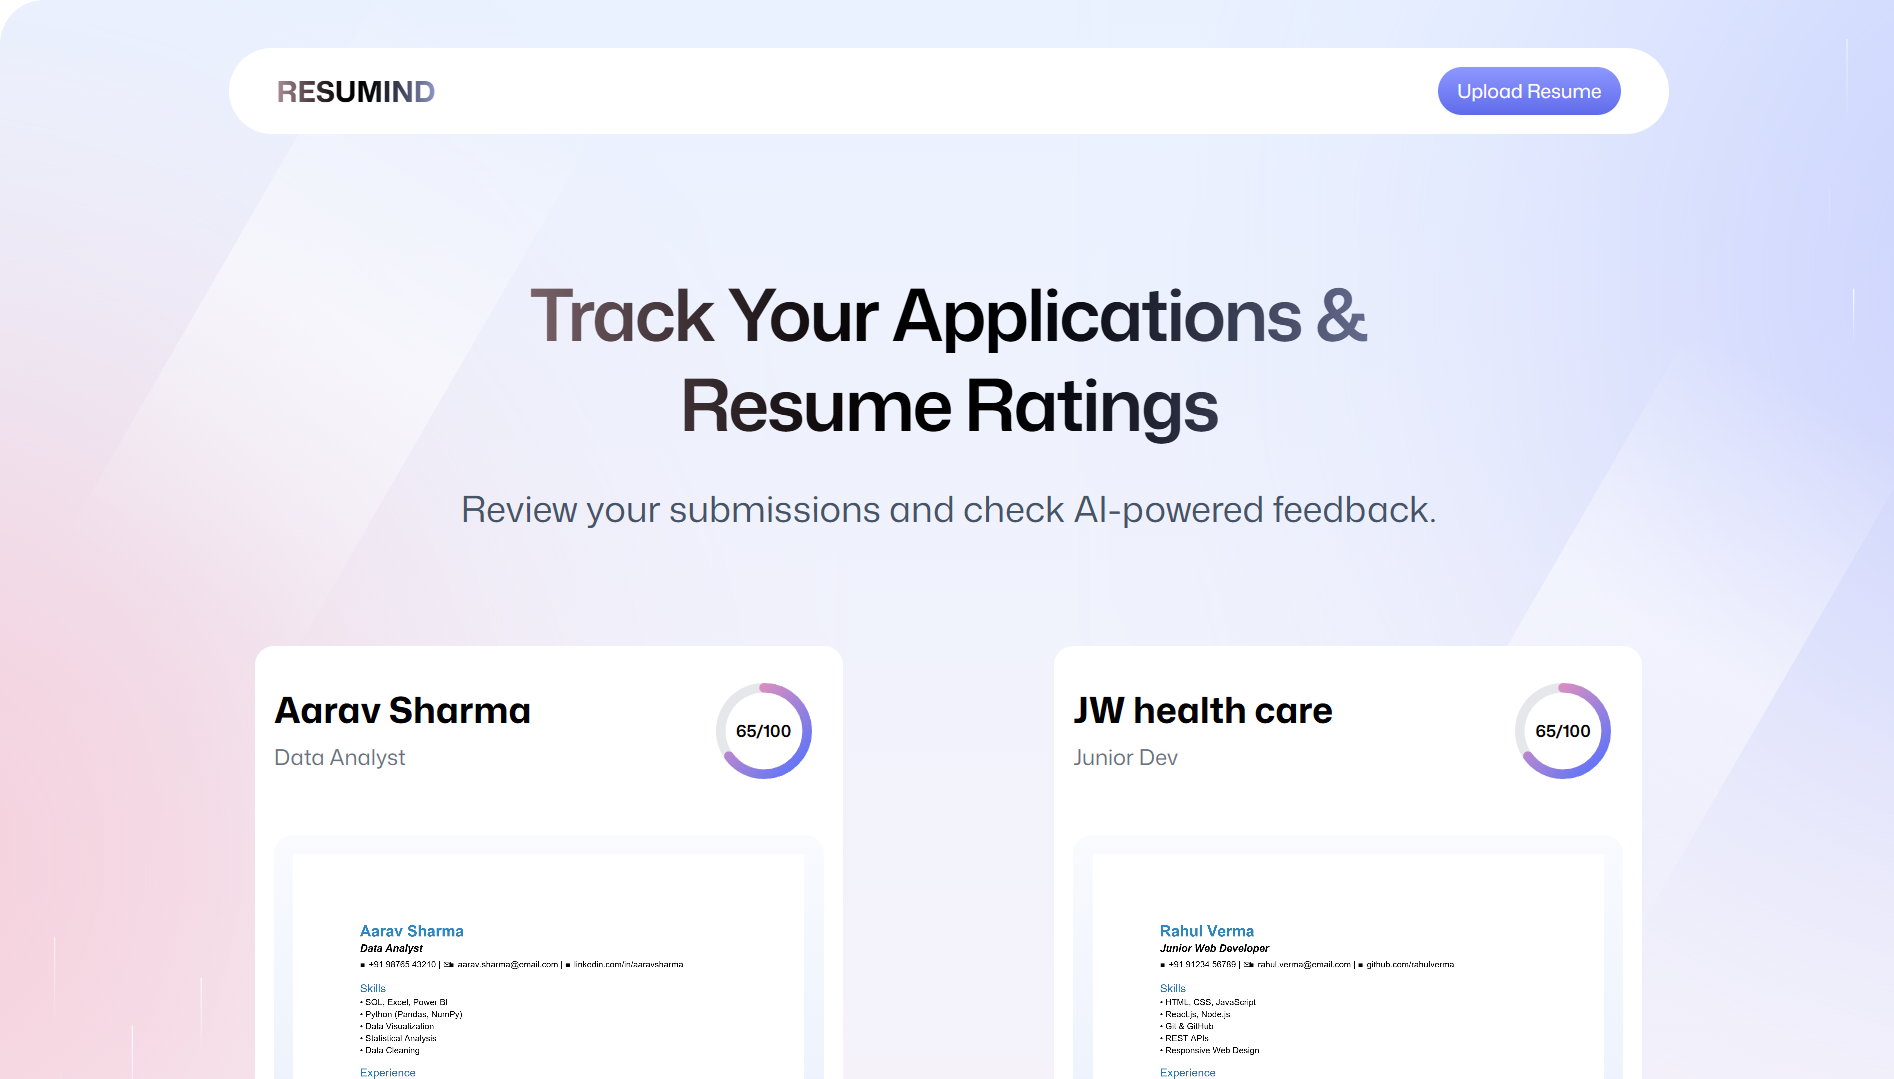 RESUMIND
Upload Resume
Track Your Applications &
Resume Ratings
Review your submissions and check AI-powered feedback.
Aarav Sharma
Data Analyst
65/100
Aarav Sharma
Data Analyst
+91 98765 43210 | aarav.sharma@email.com | linkedin.com/in/aaravsharma
Skills
• SQL, Excel, Power BI
• Python (Pandas, NumPy)
• Data Visualization
• Statistical Analysis
• Data Cleaning
Experience
JW health care
Junior Dev
65/100
Rahul Verma
Junior Web Developer
+91 91234 56789 | rahul.verma@email.com | github.com/rahulverma
Skills
• HTML, CSS, JavaScript
• React.js, Node.js
• Git & GitHub
• REST APIs
• Responsive Web Design
Experience